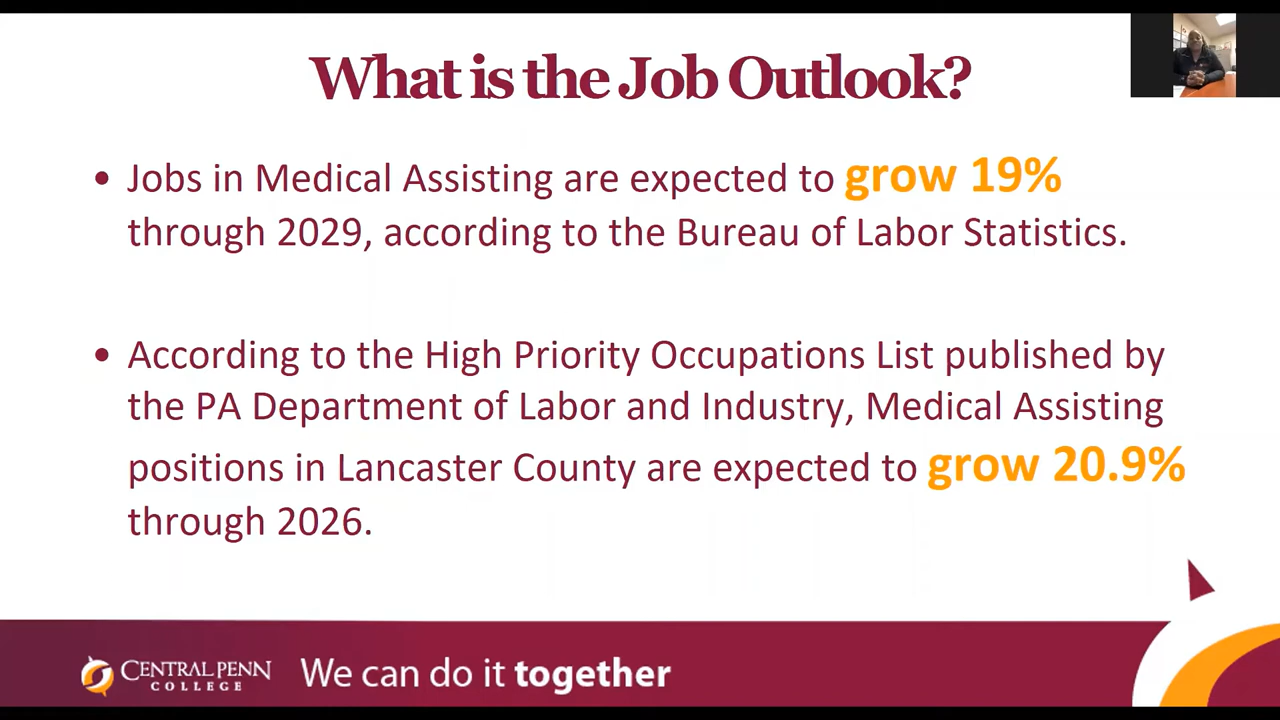 What is the Job Outlook?
• Jobs in Medical Assisting are expected to grow 19%
through 2029, according to the Bureau of Labor Statistics.
• According to the High Priority Occupations List published by
the PA Department of Labor and Industry, Medical Assisting
positions in Lancaster County are expected to grow 20.9%
through 2026.
CENTRAL PENN
COLLEGE
We can do it together